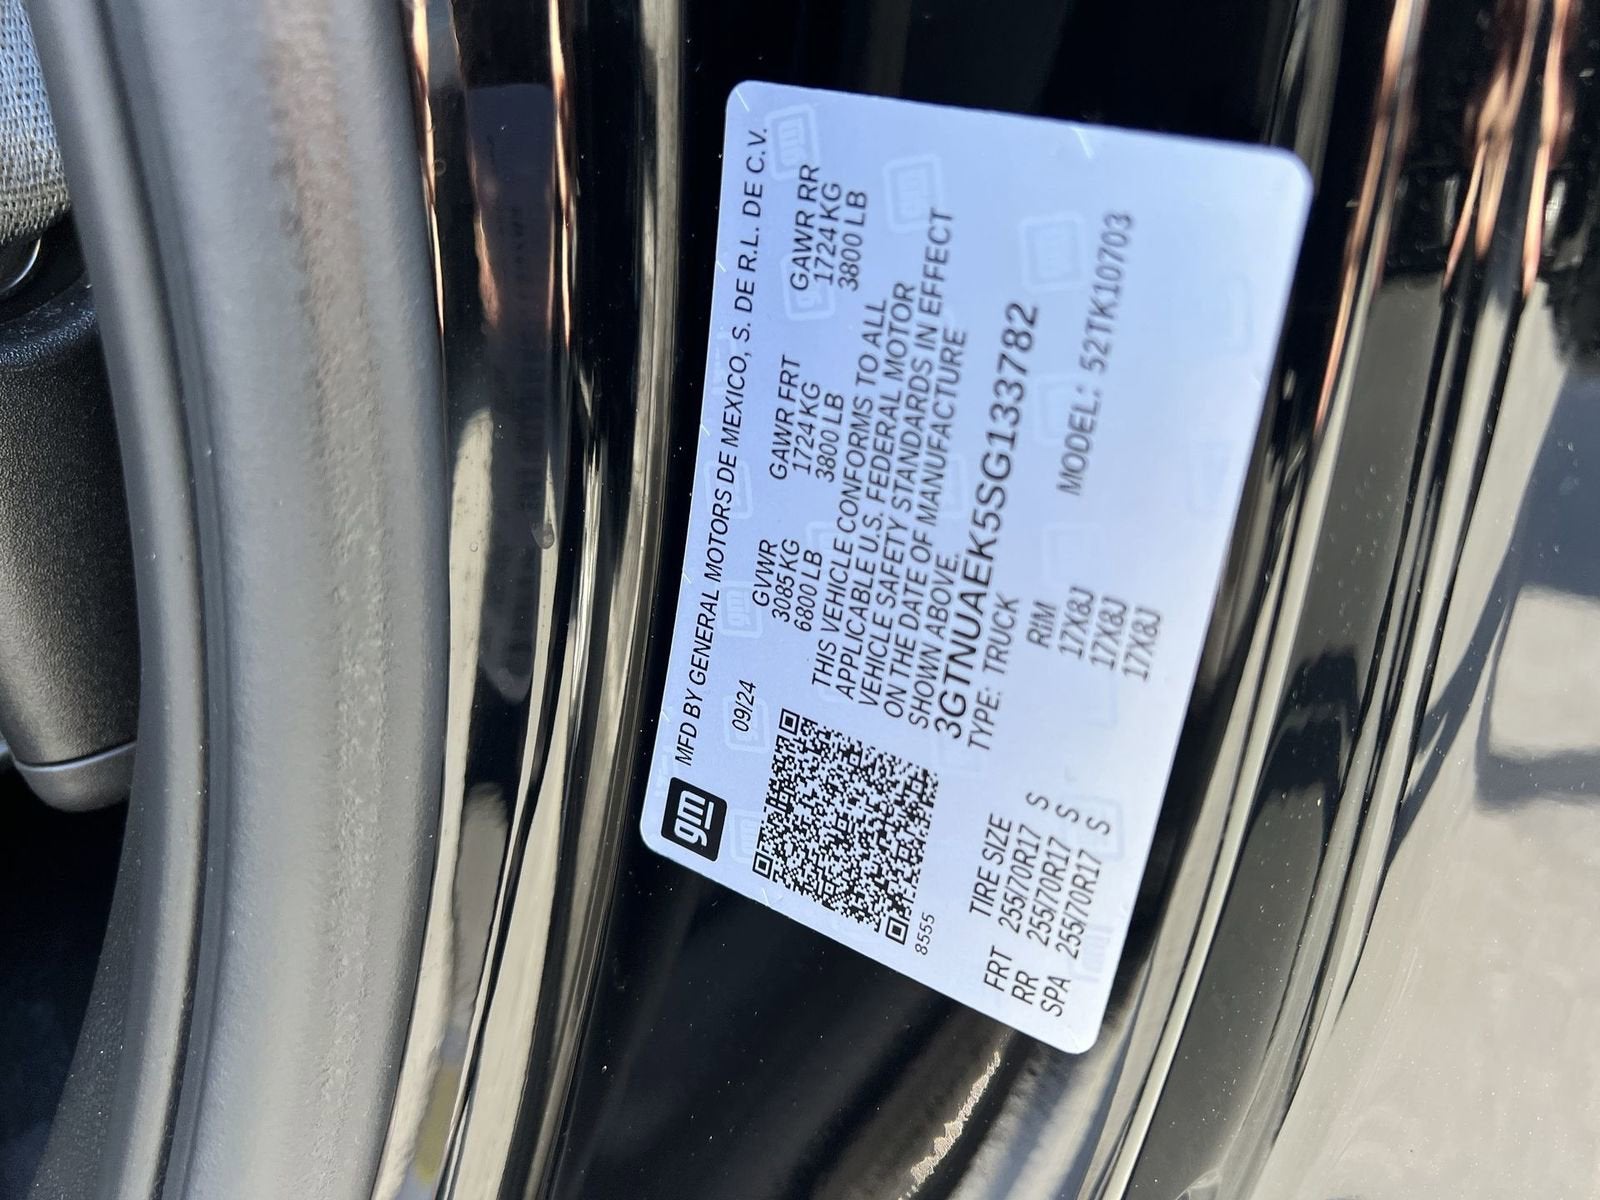 gm
MFD BY GENERAL MOTORS DE MEXICO, S. DE R.L. DE C.V.
09/24
GVWR GAWR FRT GAWR RR
3085 KG 1724 KG 1724 KG
6800 LB 3800 LB 3800 LB
THIS VEHICLE CONFORMS TO ALL
APPLICABLE U.S. FEDERAL MOTOR
VEHICLE SAFETY STANDARDS IN EFFECT
ON THE DATE OF MANUFACTURE
SHOWN ABOVE.
3GTNUAEK5SG133782
TYPE: TRUCK
8555
MODEL: 52TK10703
TIRE SIZE RIM
FRT 255/70R17 S 17X8J
RR 255/70R17 S 17X8J
SPA 255/70R17 S 17X8J